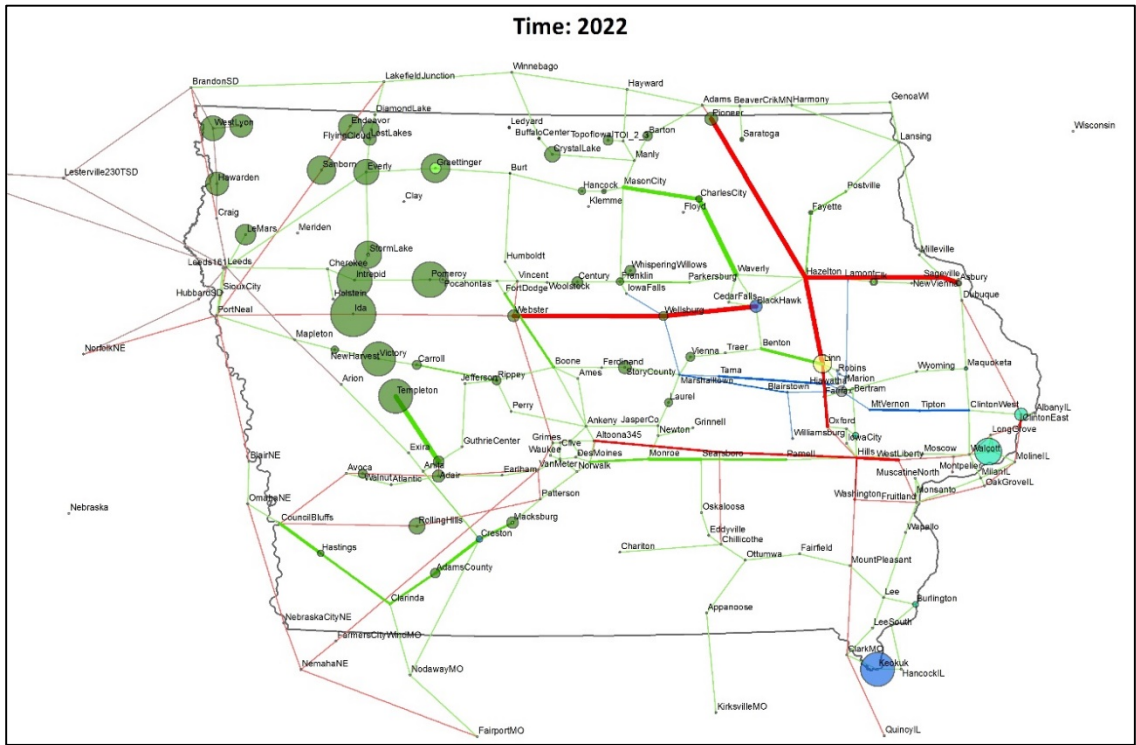 Time: 2022
Winnebago
LakefieldJunction
BrandonSD
Hayward
Adams
BeaverCrikMN
Harmony
GenoaWI
DiamondLake
Pioneer
Wisconsin
WestLyon
Endeavor
Ledyard
FlyingCloud
LostLakes
BuffaloCenter
Barton
Saratoga
Lansing
CrystalLake
Manly
Lesterville230TSD
Sanborn
Everly
Graettinger
Burt
Hawarden
Hancock
MasonCity
Postville
Klemme
CharlesCity
Clay
Floyd
Fayette
Craig
LeMars
Meriden
StormLake
Milleville
Humboldt
Leeds
Cherokee
Intrepid
Pomeroy
Vincent
WhisperingWillows
Waverly
Hazelton
Century
Franklin
Parkersburg
Sageville
Asbury
Pocahontas
FortDodge
Woolstock
IowaFalls
NewVienna
SiouxCity
Holstein
HubbardSD
CedarFalls
BlackHawk
Dubuque
PortNeal
Ida
Webster
Wellsburg
Mapleton
NorfolkNE
NewHarvest
Victory
Carroll
Boone
Ferdinand
Vienna
Traer
Benton
Linn
Robins
Wyoming
Maquoketa
Arion
Jefferson
Rippey
Ames
StoryCounty
Marshalltown
Tama
Hiawatha
Marion
Blairstown
Bertram
Templeton
Perry
Laurel
MtVernon
Tipton
ClintonWest
AlbanyIL
ClintonEast
Ankeny
JasperCo
Grinnell
Oxford
GuthrieCenter
Grimes
Clive
Altoona345
Newton
Williamsburg
IowaCity
LongGrove
Exira
Waukee
DesMoines
Monroe
Searsboro
Parnell
Hills
WestLiberty
Moscow
Walcott
BlairNE
Avoca
Anita
Adair
Earlham
VanMeter
Norwalk
MolineIL
Walnut
Atlantic
MuscatineNorth
Montpelier
MilanIL
OakGroveIL
Monsanto
OmahaNE
Patterson
Washington
Fruitland
Nebraska
CouncilBluffs
RollingHills
Macksburg
Oskaloosa
Creston
Eddyville
Wapallo
Chillicothe
Hastings
Chariton
Fairfield
Ottumwa
MountPleasant
AdamsCounty
Clarinda
Lee
Burlington
Appanoose
NebraskaCityNE
LeeSouth
FarmersCityWindMO
ClarkMO
NemahaNE
NodawayMO
Keokuk
HancockIL
KirksvilleMO
FairportMO
QuincyIL